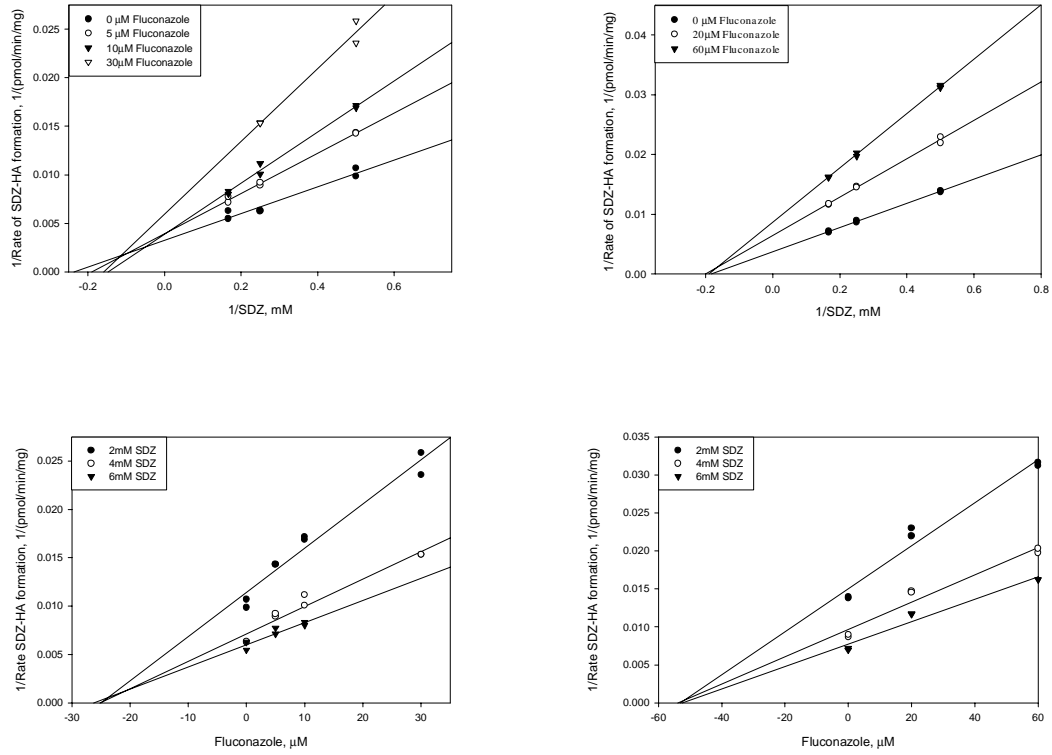 0 μM Fluconazole
5 μM Fluconazole
10μM Fluconazole
30μM Fluconazole
1/Rate of SDZ-HA formation, 1/(pmol/min/mg)
0.025
0.020
0.015
0.010
0.005
0.000
-0.2
0.0
0.2
0.4
0.6
1/SDZ, mM
0 μM Fluconazole
20μM Fluconazole
60μM Fluconazole
1/Rate of SDZ-HA formation, 1/(pmol/min/mg)
0.04
0.03
0.02
0.01
0.00
-0.2
0.0
0.2
0.4
0.6
0.8
1/SDZ, mM
2mM SDZ
4mM SDZ
6mM SDZ
1/Rate SDZ-HA formation, 1/(pmol/min/mg)
0.025
0.020
0.015
0.010
0.005
0.000
-30
-20
-10
0
10
20
30
Fluconazole, μM
2mM SDZ
4mM SDZ
6mM SDZ
1/Rate SDZ-HA formation, 1/(pmol/min/mg)
0.035
0.030
0.025
0.020
0.015
0.010
0.005
0.000
-60
-40
-20
0
20
40
60
Fluconazole, μM